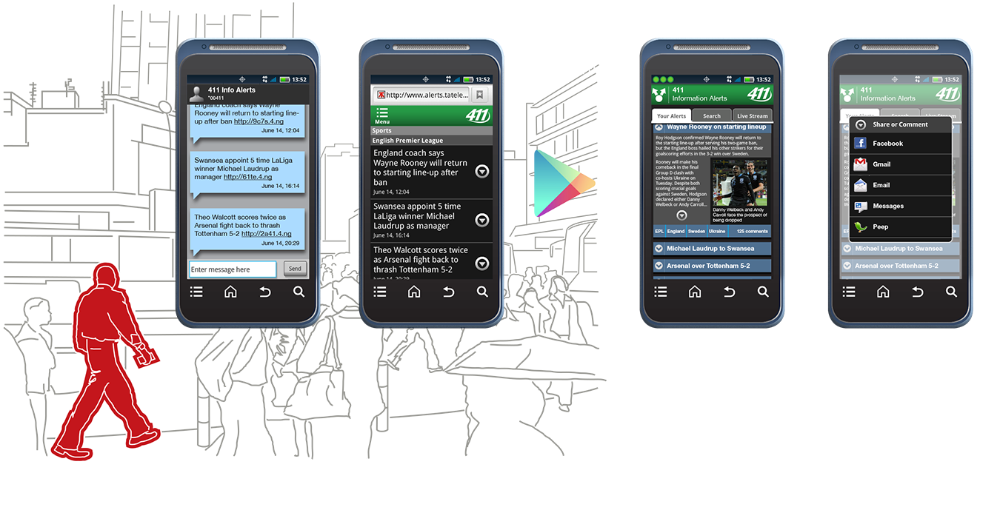 13:52
411 Info Alerts
*00411
England coach says Wayne
Rooney will return to starting line-
up after ban http://9c7s.4.ng
June 14, 12:04
Swansea appoint 5 time LaLiga
winner Michael Laudrup as
manager http://61te.4.ng
June 14, 16:14
Theo Walcott scores twice as
Arsenal fight back to thrash
Tottenham 5-2 http://2a41.4.ng
June 14, 20:29
Enter message here
Send
13:52
http://www.alerts.tatele...
Menu
411
Sports
English Premier League
England coach says
Wayne Rooney will return
to starting line-up after
ban
June 14, 12:04
Swansea appoint 5 time
LaLiga winner Michael
Laudrup as manager
June 14, 16:14
Theo Walcott scores twice
as Arsenal fight back to
thrash Tottenham 5-2
June 14, 20:29
13:52
411
Information Alerts
411
Your Alerts
Search
Live Stream
Wayne Rooney on starting lineup
Roy Hodgson confirmed Wayne Rooney will return to
the starting line-up after serving his two-game ban,
but the England boss hailed his other strikers for their
goalscoring efforts in the 3-2 win over Sweden.
Rooney will make his
comeback in the final
Group D clash with
co-hosts Ukraine on
Tuesday. Despite both
scoring crucial goals
against Sweden, Hodgson
declared either Danny
Welbeck or Andy Carroll...
Danny Welbeck and Andy
Carroll face the prospect of
being dropped
EPL
England
Sweden
Ukraine
125 comments
Michael Laudrup to Swansea
Arsenal over Tottenham 5-2
13:52
411
Information Alerts
411
Your Alerts
Search
Live Stream
Share or Comment
Facebook
Gmail
Email
Messages
Peep
Michael Laudrup to Swansea
Arsenal over Tottenham 5-2